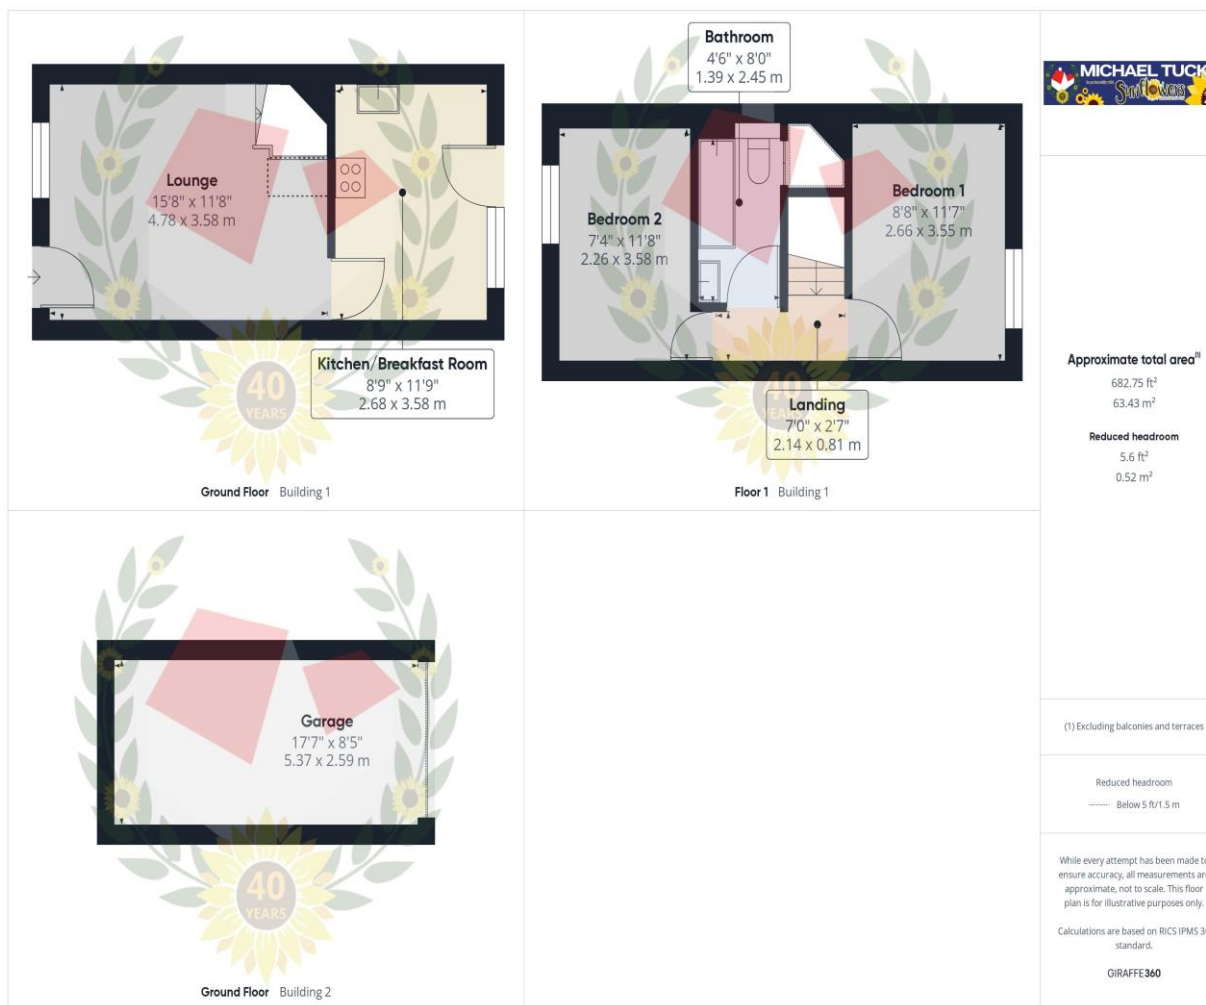 Lounge
15'8" x 11'8"
4.78 x 3.58 m
Kitchen/Breakfast Room
8'9" x 11'9"
2.68 x 3.58 m
40
YEARS
Ground Floor Building 1
Bathroom
4'6" x 8'0"
1.39 x 2.45 m
Bedroom 2
7'4" x 11'8"
2.26 x 3.58 m
Bedroom 1
8'8" x 11'7"
2.66 x 3.55 m
Landing
7'0" x 2'7"
2.14 x 0.81 m
40
YEARS
Floor 1 Building 1
Garage
17'7" x 8'5"
5.37 x 2.59 m
40
YEARS
Ground Floor Building 2
MICHAEL TUCK
Sunflowers
Approximate total area(1)
682.75 ft²
63.43 m²
Reduced headroom
5.6 ft²
0.52 m²
(1) Excluding balconies and terraces
Reduced headroom
Below 5 ft/1.5 m
While every attempt has been made to
ensure accuracy, all measurements are
approximate, not to scale. This floor
plan is for illustrative purposes only.
Calculations are based on RICS IPMS 3
standard.
GIRAFFE360